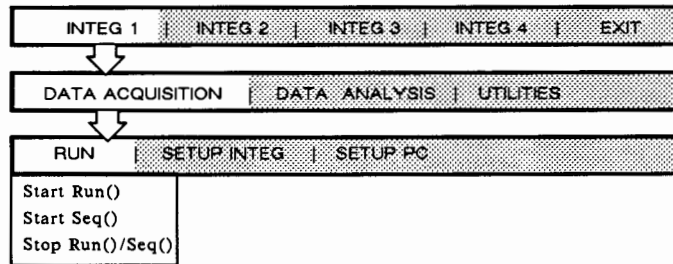 INTEG 1 | INTEG 2 | INTEG 3 | INTEG 4 | EXIT
DATA ACQUISITION | DATA ANALYSIS | UTILITIES
RUN | SETUP INTEG | SETUP PC
Start Run()
Start Seq()
Stop Run()/Seq()